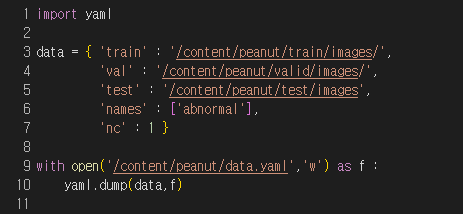 1 import yaml
2
3 data = { 'train' : '/content/peanut/train/images/',
4 'val' : '/content/peanut/valid/images/',
5 'test' : '/content/peanut/test/images',
6 'names' : ['abnormal'],
7 'nc' : 1 }
8
9 with open('/content/peanut/data.yaml','w') as f :
10 yaml.dump(data,f)
11